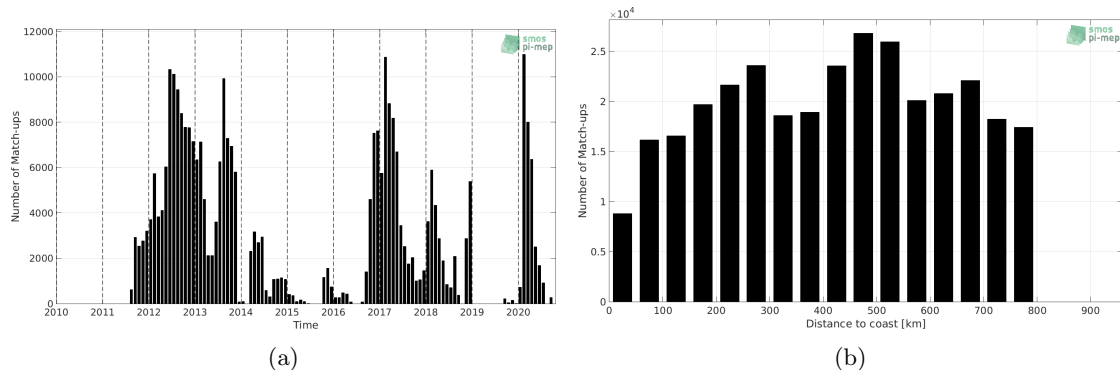 smos
pi-mep
12000
10000
8000
6000
4000
2000
0
Number of Match-ups
2010 2011 2012 2013 2014 2015 2016 2017 2018 2019 2020
Time
(a)
×10⁴
smos
pi-mep
2.5
2
1.5
1
0.5
0
Number of Match-ups
0 100 200 300 400 500 600 700 800 900
Distance to coast [km]
(b)